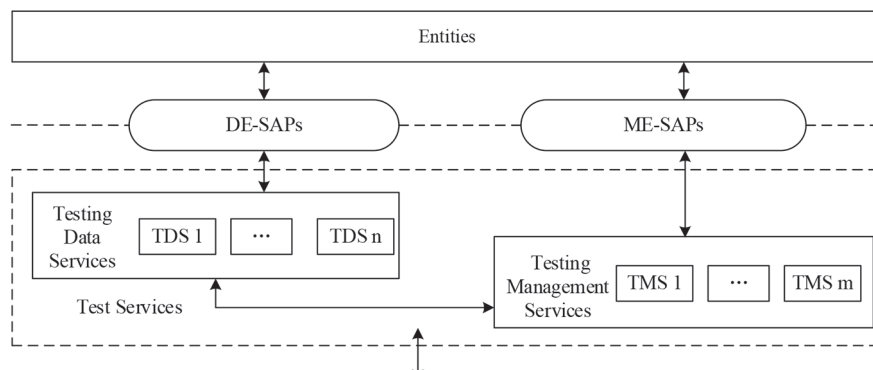 Entities
DE-SAPs
ME-SAPs
Testing
Data
Services
TDS 1
...
TDS n
Testing
Management
Services
TMS 1
...
TMS m
Test Services